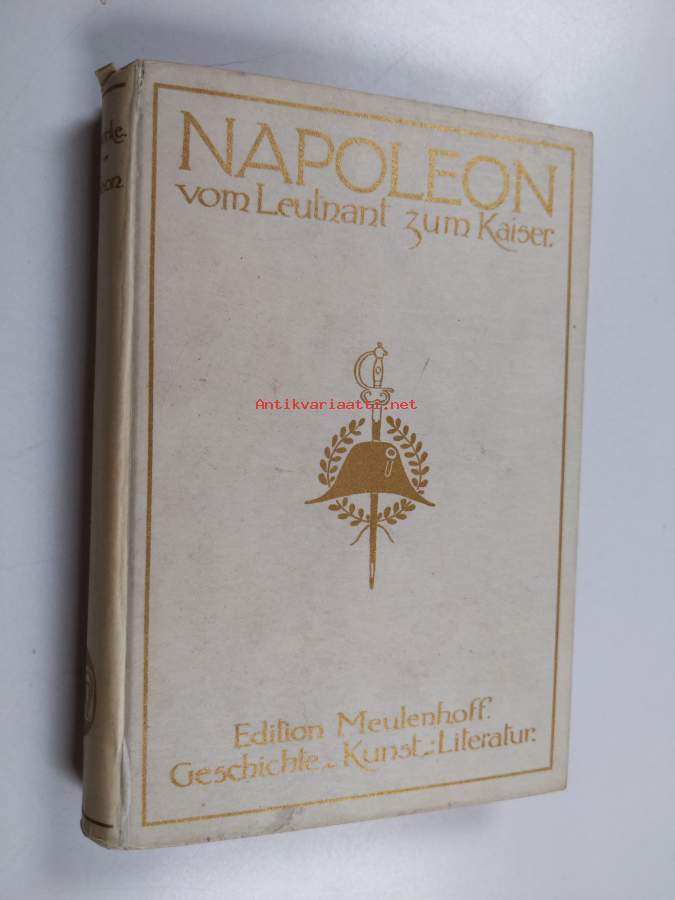 NAPOLEON
vom Leutnant zum Kaiser.
Antikvariaatti.net
Edition Meulenhoff.
Geschichte - Kunst - Literatur.